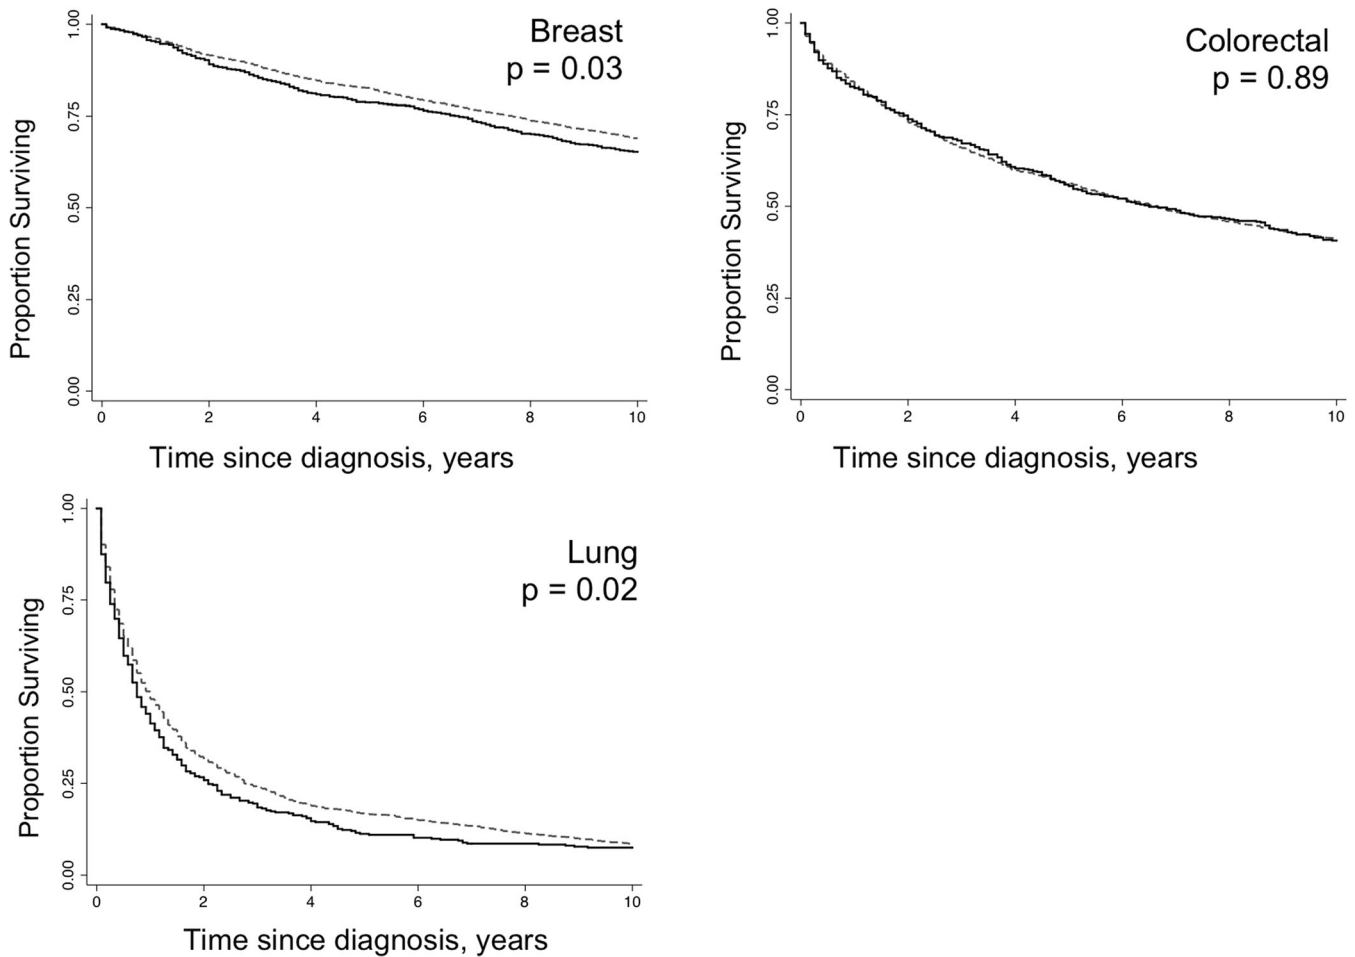 Breast
p = 0.03
Proportion Surviving
1.00
0.75
0.50
0.25
0.00
0 2 4 6 8 10
Time since diagnosis, years
Colorectal
p = 0.89
Proportion Surviving
1.00
0.75
0.50
0.25
0.00
0 2 4 6 8 10
Time since diagnosis, years
Lung
p = 0.02
Proportion Surviving
1.00
0.75
0.50
0.25
0.00
0 2 4 6 8 10
Time since diagnosis, years